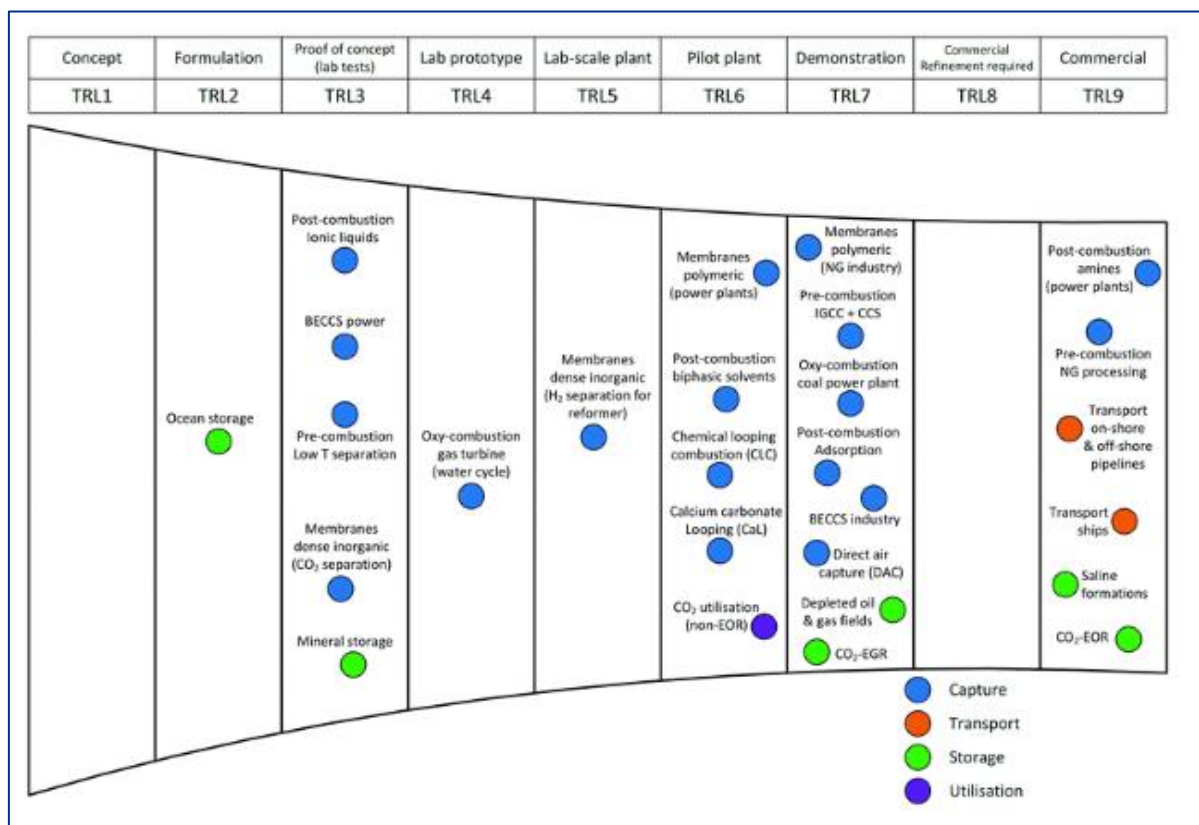 Concept
Formulation
Proof of concept
(lab tests)
Lab prototype
Lab-scale plant
Pilot plant
Demonstration
Commercial
Refinement required
Commercial
TRL1
TRL2
TRL3
TRL4
TRL5
TRL6
TRL7
TRL8
TRL9
Ocean storage
Post-combustion
Ionic liquids
BECCS power
Pre-combustion
Low T separation
Membranes
dense inorganic
(CO₂ separation)
Mineral storage
Oxy-combustion
gas turbine
(water cycle)
Membranes
dense inorganic
(H₂ separation for
reformer)
Membranes
polymeric
(power plants)
Post-combustion
biphasic solvents
Chemical looping
combustion (CLC)
Calcium carbonate
Looping (CaL)
CO₂ utilisation
(non-EOR)
Membranes
polymeric
(NG industry)
Pre-combustion
IGCC + CCS
Oxy-combustion
coal power plant
Post-combustion
Adsorption
BECCS industry
Direct air
capture (DAC)
Depleted oil
& gas fields
CO₂-EGR
Post-combustion
amines
(power plants)
Pre-combustion
NG processing
Transport
on-shore
& off-shore
pipelines
Transport
ships
Saline
formations
CO₂-EOR
Capture
Transport
Storage
Utilisation